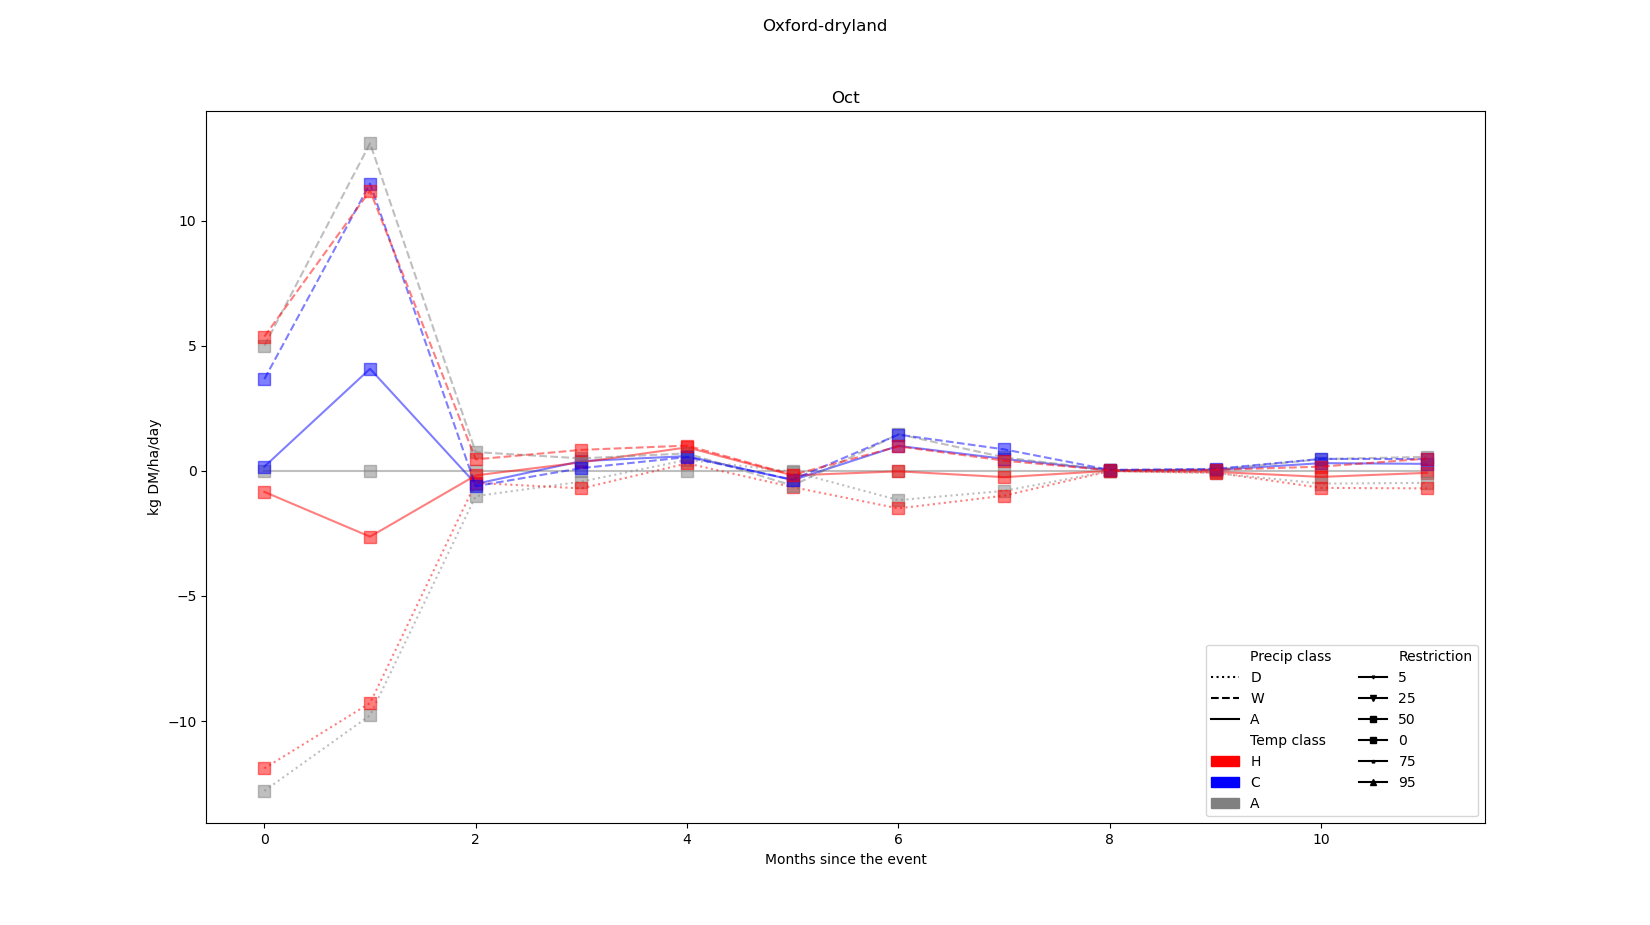 Oxford-dryland
Oct
10
5
0
−5
−10
kg DM/ha/day
0 2 4 6 8 10
Months since the event
Precip class
D
W
A
Temp class
H
C
A
Restriction
5
25
50
0
75
95